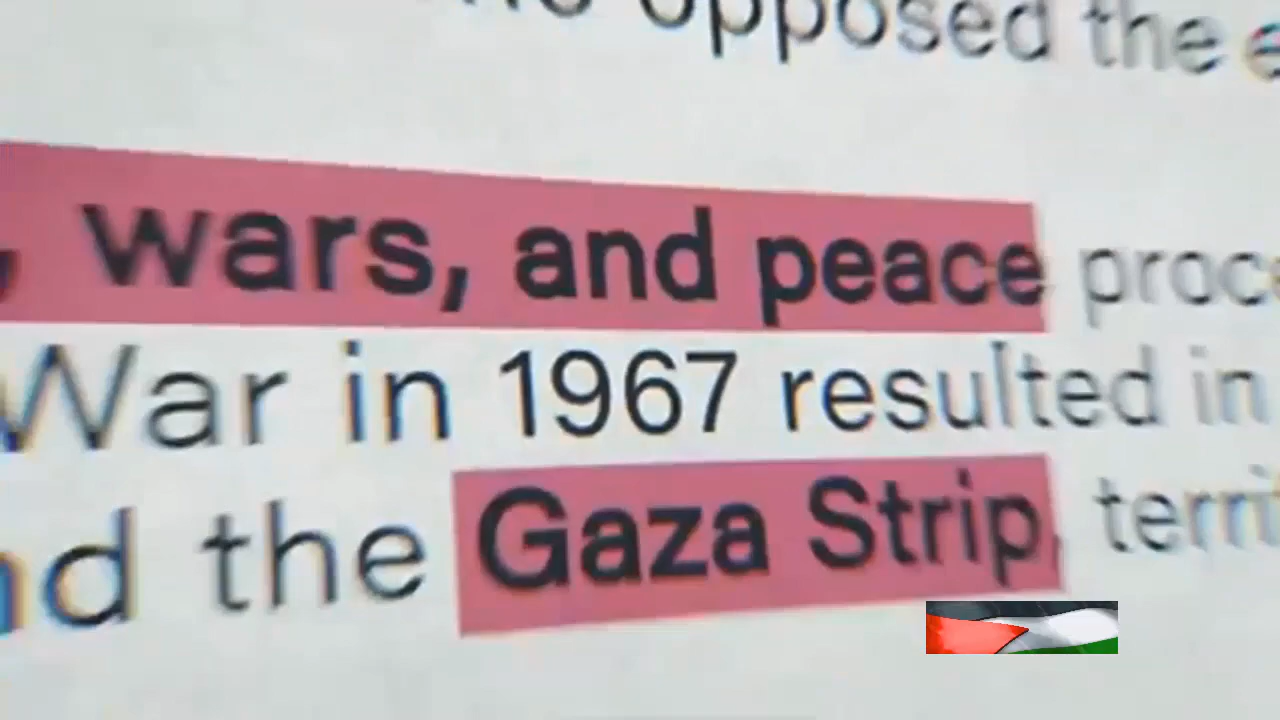 opposed the
, wars, and peace
War in 1967 resulted in
the Gaza Strip,